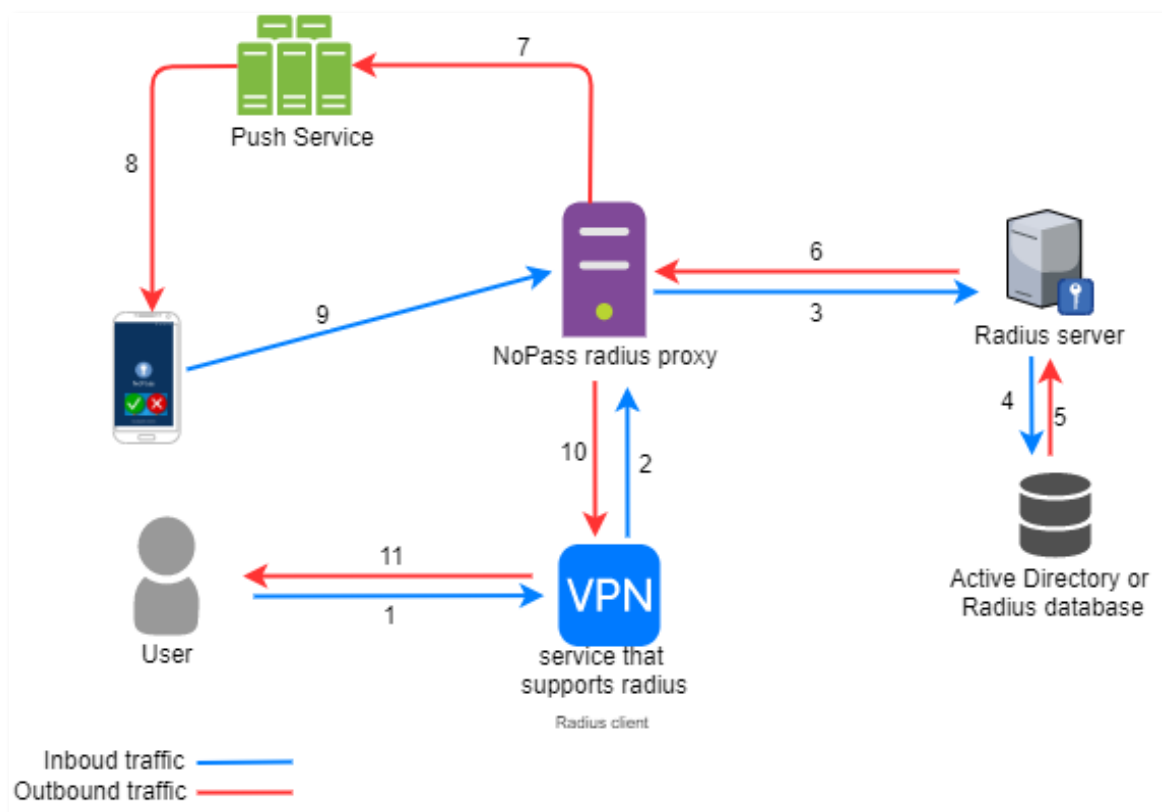 7
Push Service
8
6
3
9
NoPass radius proxy
Radius server
4
5
10
2
11
1
VPN
User
service that
supports radius
Radius client
Active Directory or
Radius database
Inboud traffic
Outbound traffic